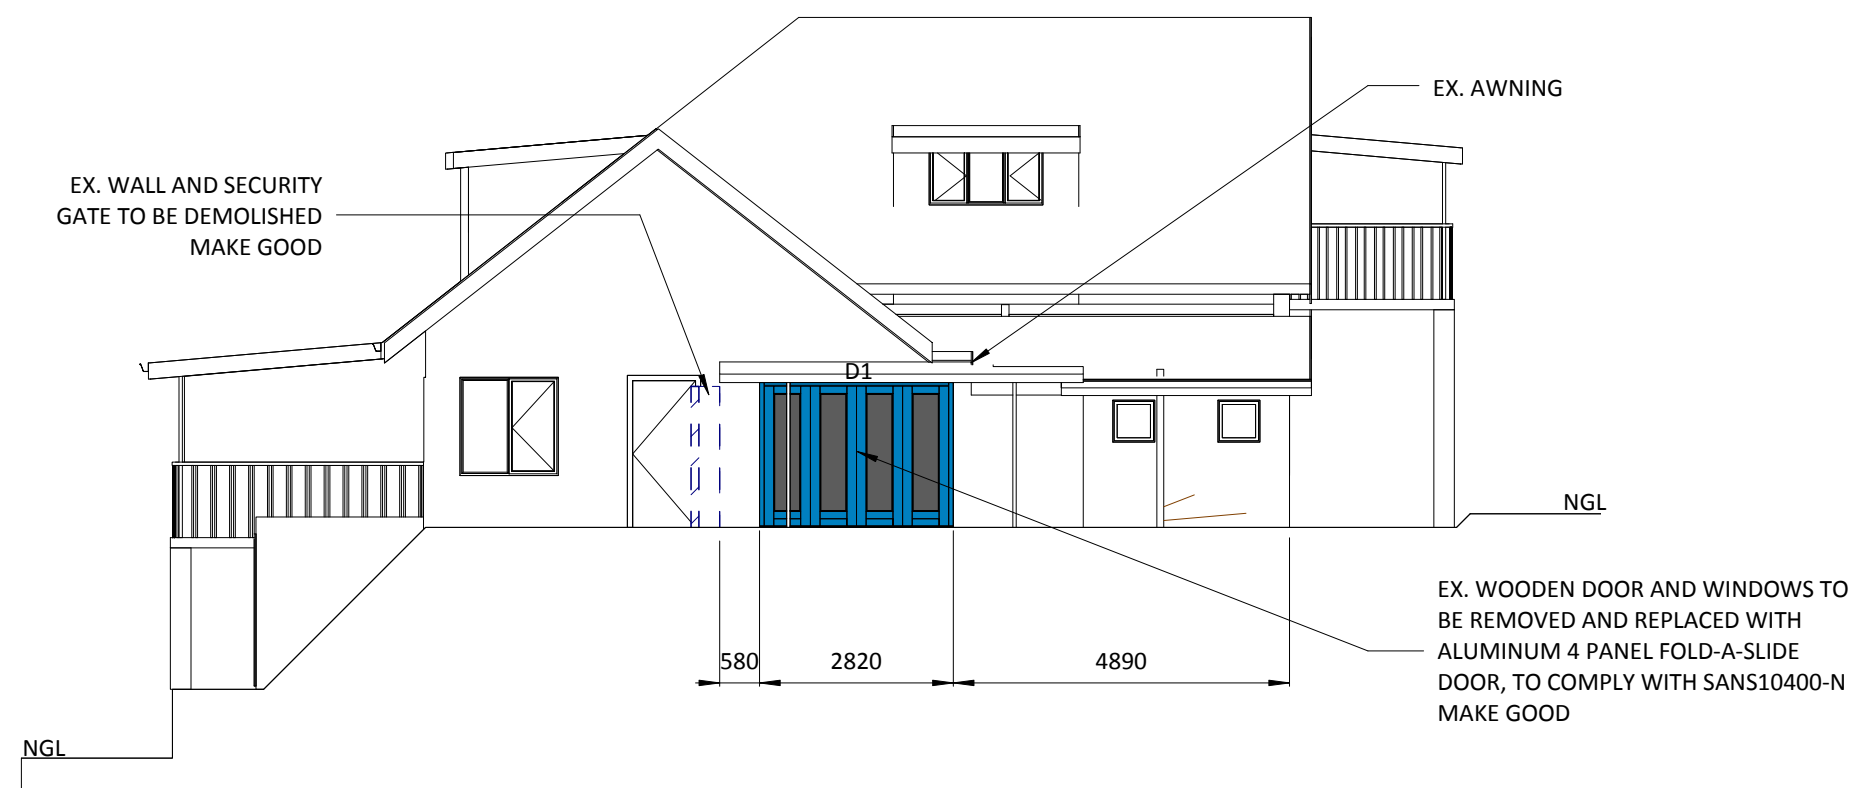 EX. AWNING
EX. WALL AND SECURITY
GATE TO BE DEMOLISHED
MAKE GOOD
D1
NGL
EX. WOODEN DOOR AND WINDOWS TO
BE REMOVED AND REPLACED WITH
ALUMINUM 4 PANEL FOLD-A-SLIDE
DOOR, TO COMPLY WITH SANS10400-N
MAKE GOOD
580 2820 4890
NGL